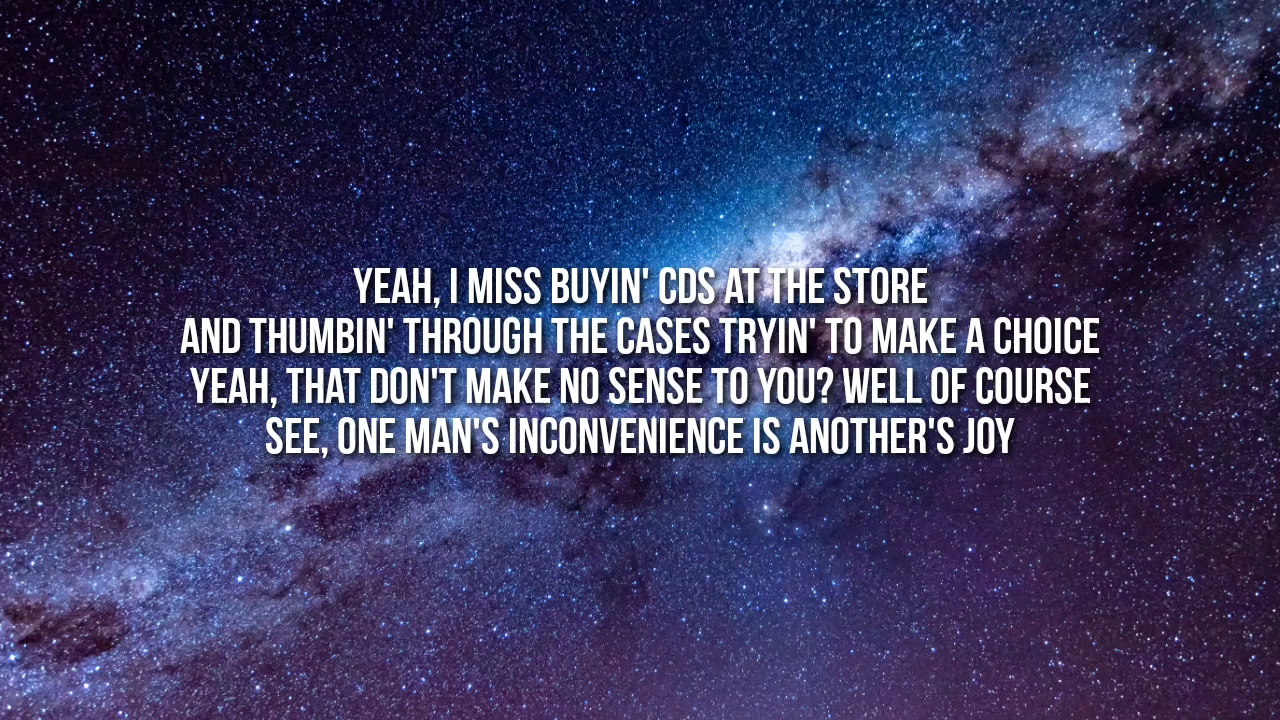 YEAH, I MISS BUYIN' CDS AT THE STORE
AND THUMBIN' THROUGH THE CASES TRYIN' TO MAKE A CHOICE
YEAH, THAT DON'T MAKE NO SENSE TO YOU? WELL OF COURSE
SEE, ONE MAN'S INCONVENIENCE IS ANOTHER'S JOY